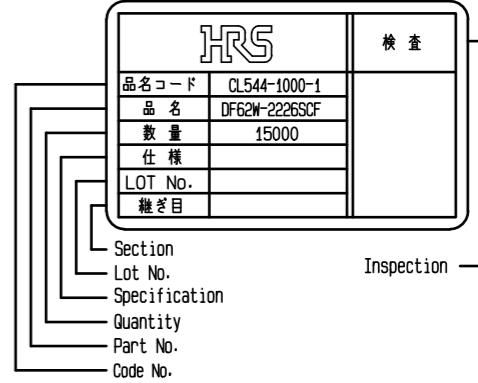 HRS
検 査
品名コード CL544-1000-1
品 名 DF62W-2226SCF
数 量 15000
仕 様
LOT No.
継ぎ目
Section
Lot No.
Inspection
Specification
Quantity
Part No.
Code No.